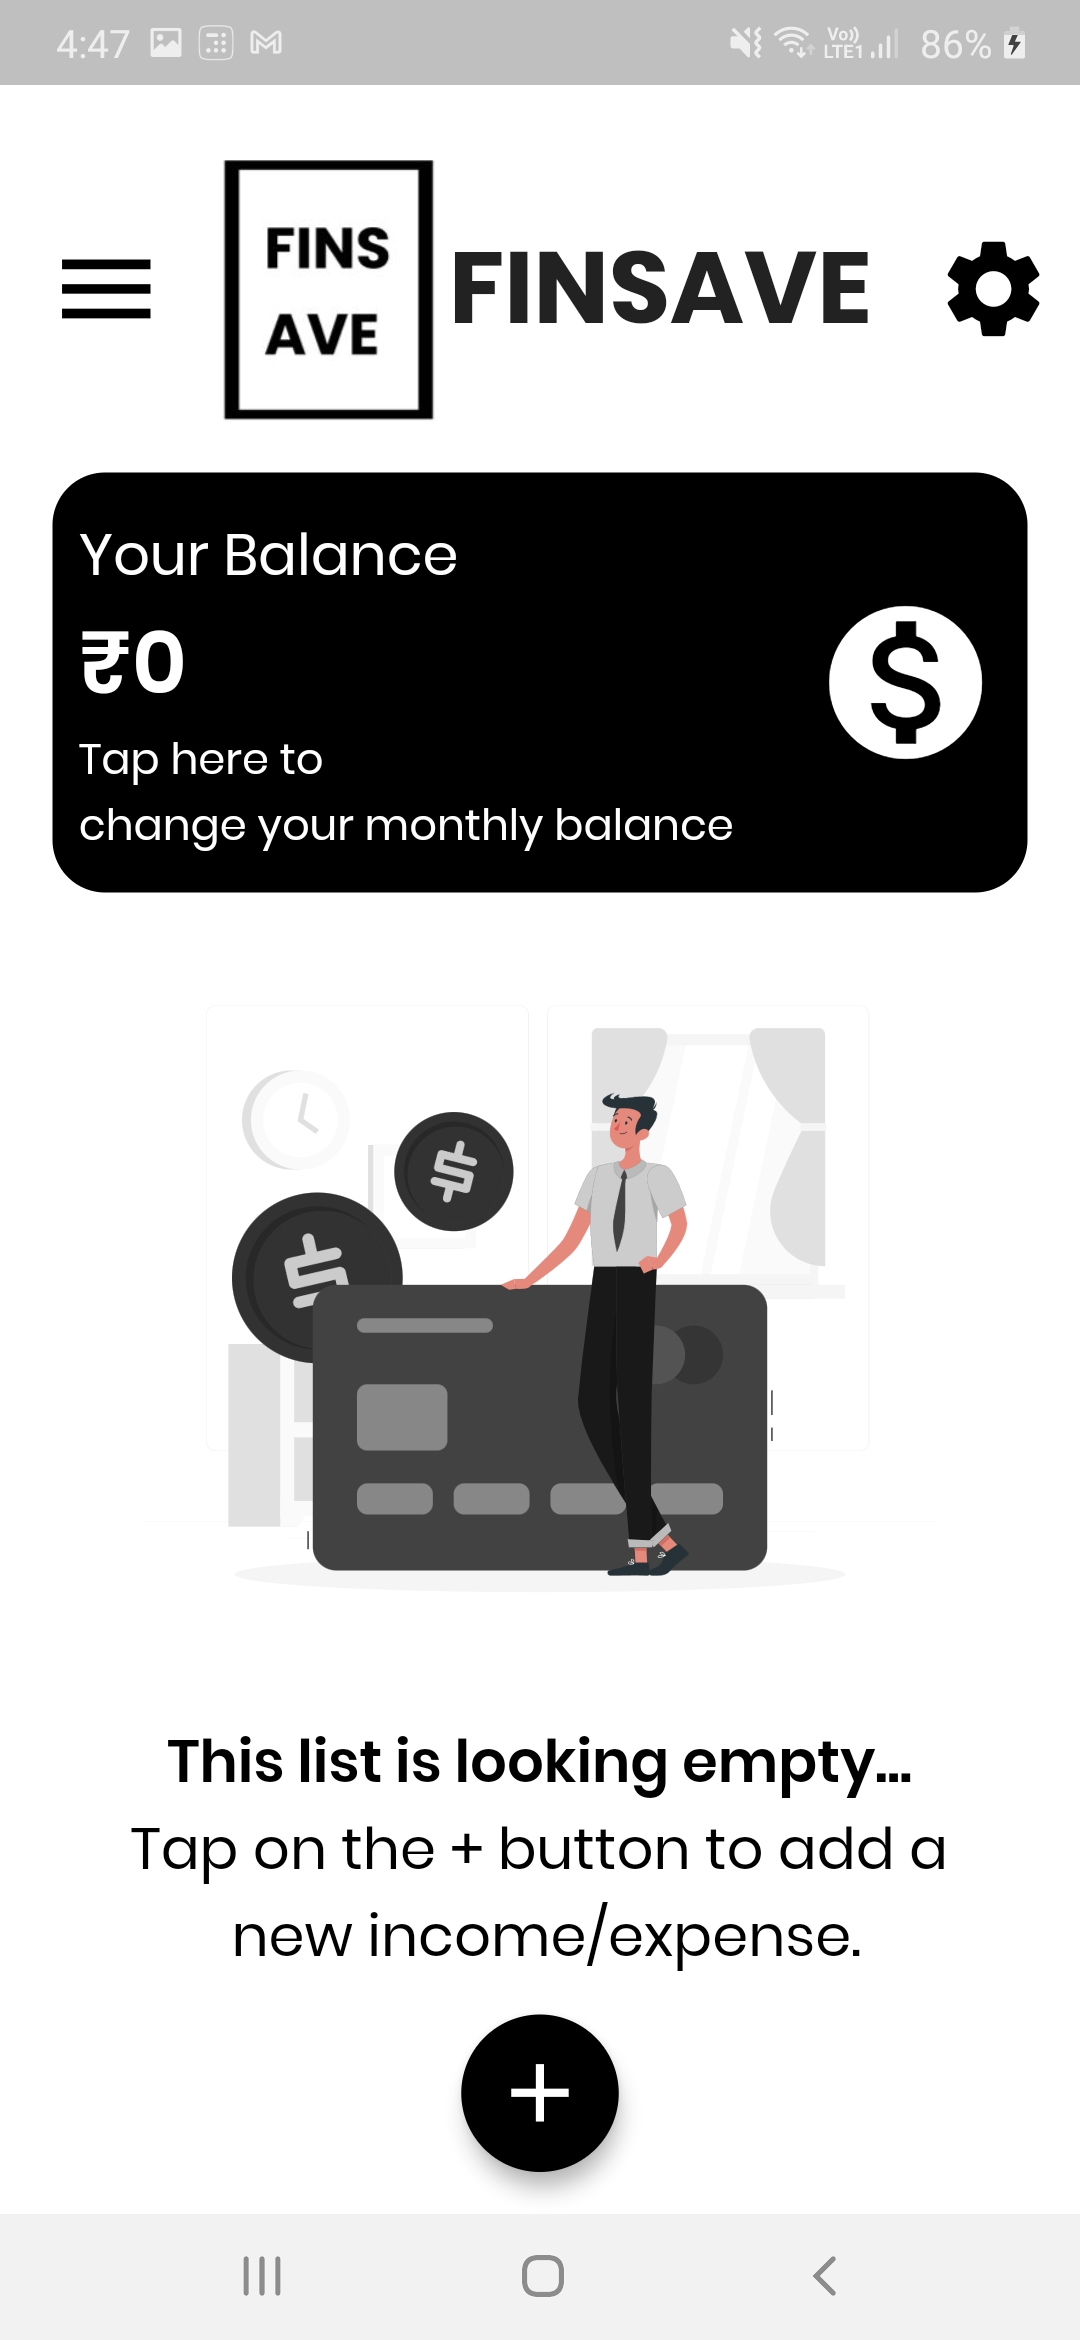 4:47
Vo)) LTE1 86%
FINS
AVE
FINSAVE
Your Balance
₹0
Tap here to
change your monthly balance
This list is looking empty...
Tap on the + button to add a
new income/expense.